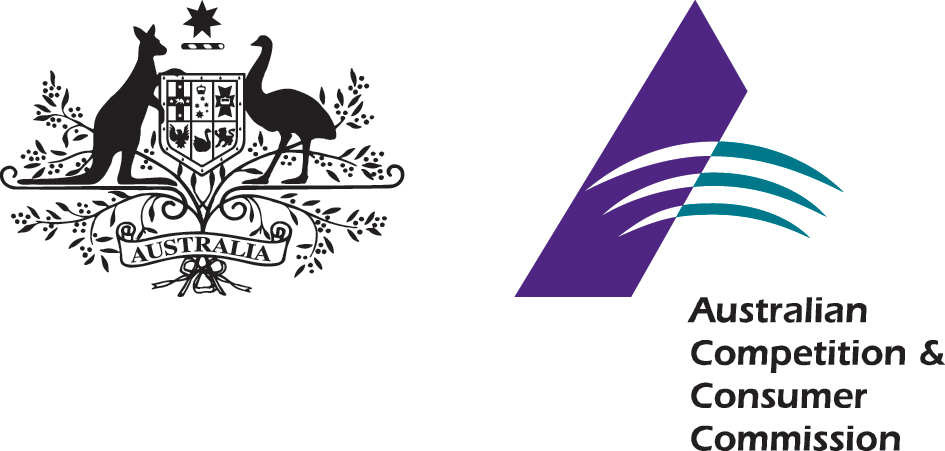 AUSTRALIA
Australian
Competition &
Consumer
Commission